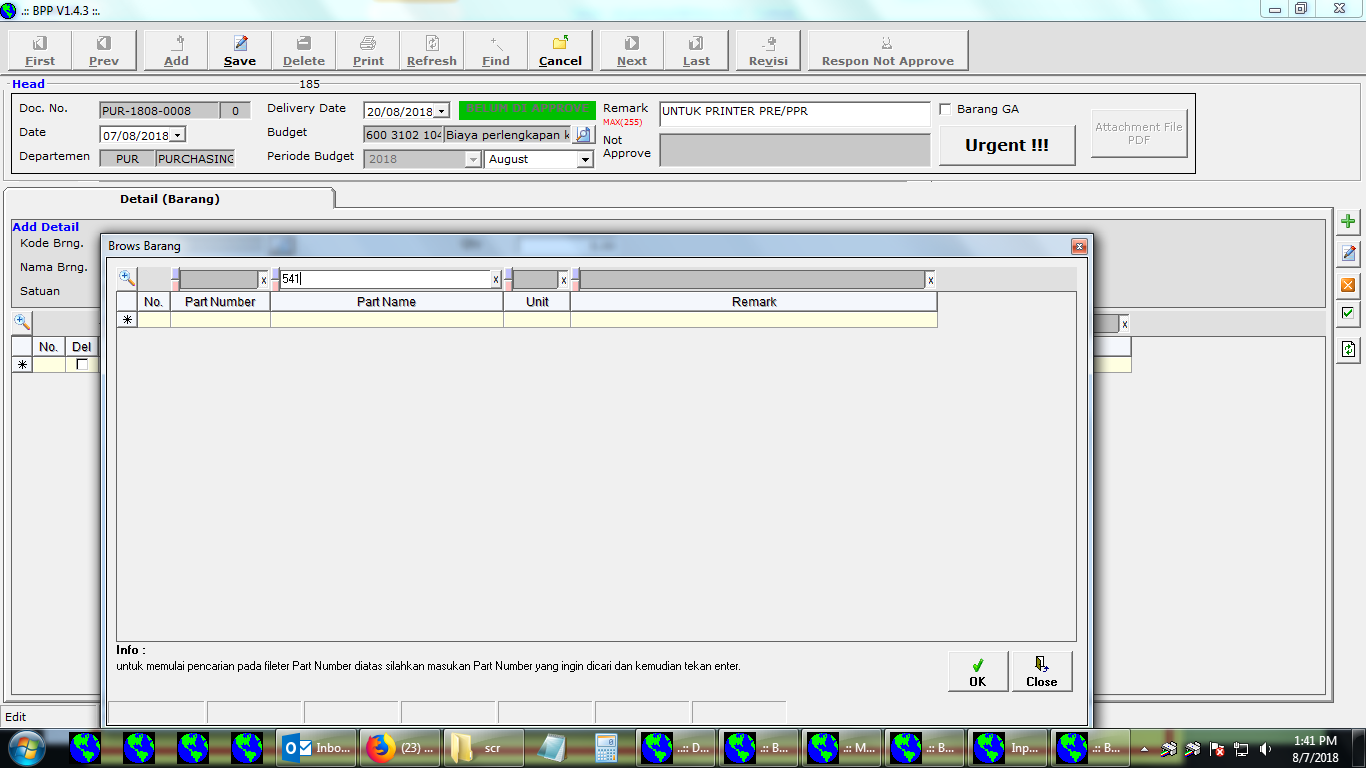 .:: BPP V1.4.3 ::.
First Prev Add Save Delete Print Refresh Find Cancel Next Last Revisi Respon Not Approve
Head 185
Doc. No. PUR-1808-0008 0 Delivery Date 20/08/2018 BELUM DI APPROVE Remark UNTUK PRINTER PRE/PPR Barang GA
MAX(255)
Date 07/08/2018 Budget 600 3102 104 Biaya perlengkapan k Not Approve Urgent !!! Attachment File PDF
Departemen PUR PURCHASING Periode Budget 2018 August
Detail (Barang)
Add Detail
Kode Brng.
Nama Brng.
Satuan
No. Del
Brows Barang
541
No. Part Number Part Name Unit Remark
Info :
untuk memulai pencarian pada fileter Part Number diatas silahkan masukan Part Number yang ingin dicari dan kemudian tekan enter.
OK Close
Edit
Inbo... (23) ... scr .:: D... .:: B... .:: M... .:: B... Inp... .:: B... 1:41 PM
8/7/2018